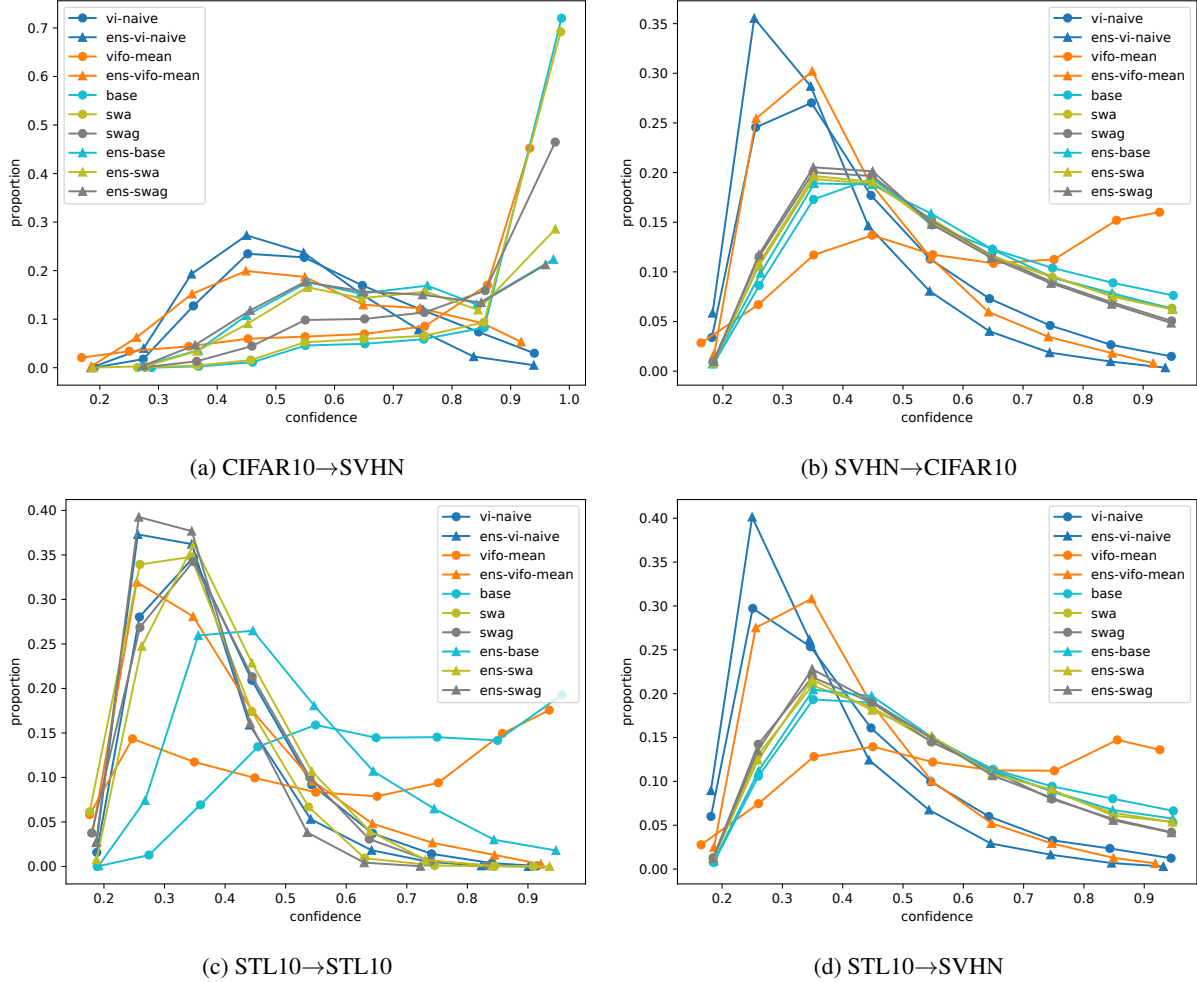 0.7
0.6
0.5
0.4
0.3
0.2
0.1
0.0
proportion
vi-naive
ens-vi-naive
vifo-mean
ens-vifo-mean
base
swa
swag
ens-base
ens-swa
ens-swag
0.2 0.3 0.4 0.5 0.6 0.7 0.8 0.9 1.0
confidence
(a) CIFAR10→SVHN
0.35
0.30
0.25
0.20
0.15
0.10
0.05
0.00
proportion
vi-naive
ens-vi-naive
vifo-mean
ens-vifo-mean
base
swa
swag
ens-base
ens-swa
ens-swag
0.2 0.3 0.4 0.5 0.6 0.7 0.8 0.9
confidence
(b) SVHN→CIFAR10
0.40
0.35
0.30
0.25
0.20
0.15
0.10
0.05
0.00
proportion
vi-naive
ens-vi-naive
vifo-mean
ens-vifo-mean
base
swa
swag
ens-base
ens-swa
ens-swag
0.2 0.3 0.4 0.5 0.6 0.7 0.8 0.9
confidence
(c) STL10→STL10
0.40
0.35
0.30
0.25
0.20
0.15
0.10
0.05
0.00
proportion
vi-naive
ens-vi-naive
vifo-mean
ens-vifo-mean
base
swa
swag
ens-base
ens-swa
ens-swag
0.2 0.3 0.4 0.5 0.6 0.7 0.8 0.9
confidence
(d) STL10→SVHN